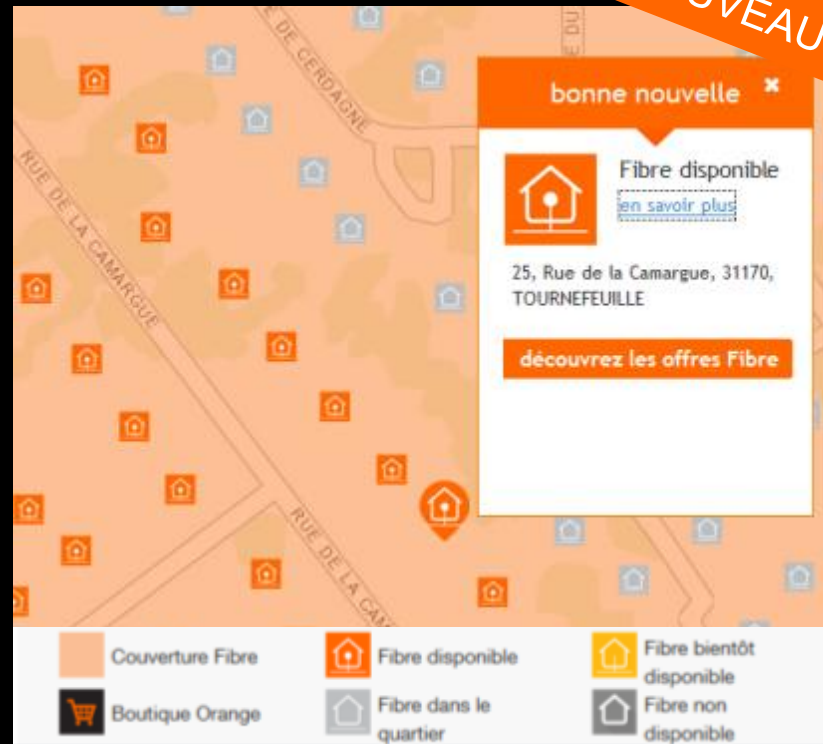 UVEAU
E DE CERDAGNE
E DU
RUE DE LA CAMARGUE
RUE DE LA CAM
bonne nouvelle ×
Fibre disponible
en savoir plus
25, Rue de la Camargue, 31170,
TOURNEFEUILLE
découvrez les offres Fibre
Couverture Fibre
Fibre disponible
Fibre bientôt
disponible
Boutique Orange
Fibre dans le
quartier
Fibre non
disponible